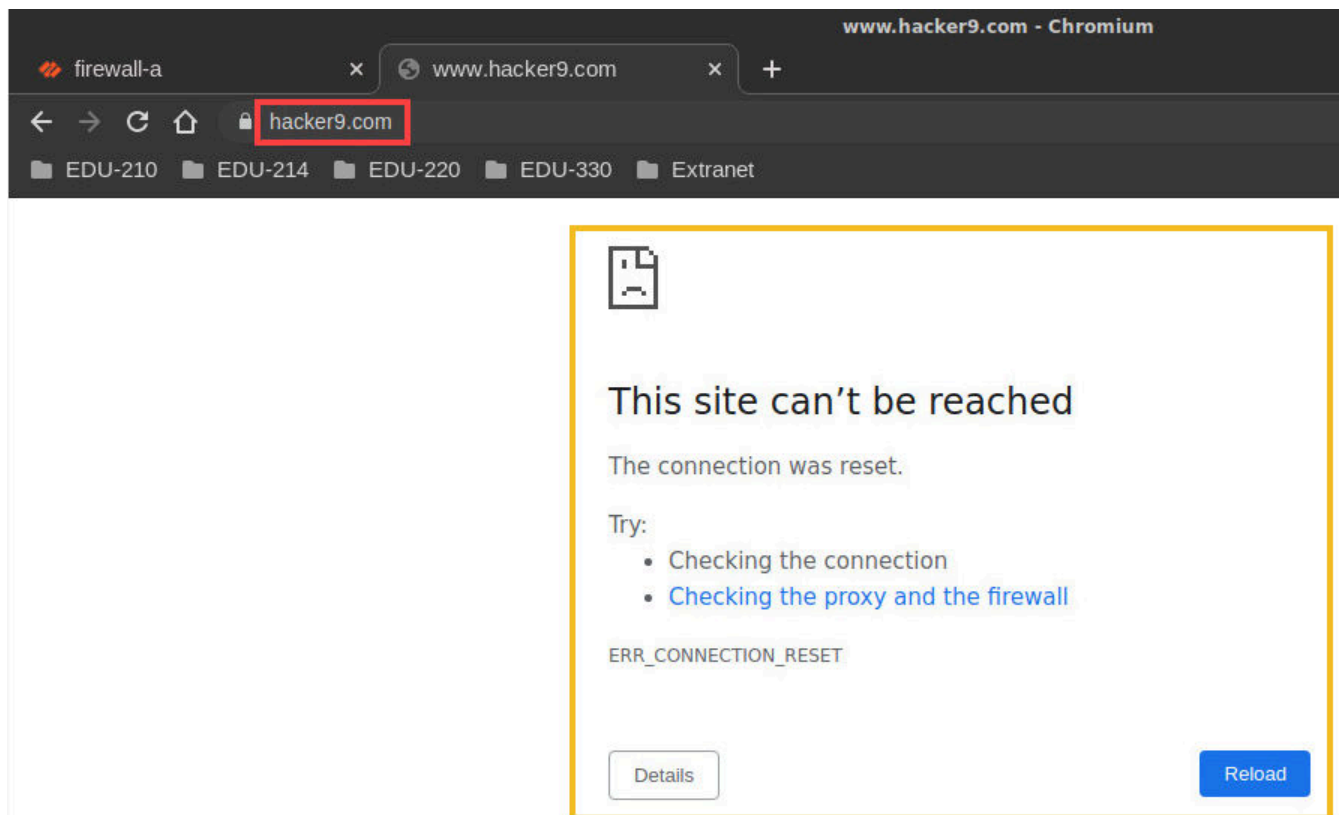 www.hacker9.com - Chromium
firewall-a × www.hacker9.com × +
hacker9.com
EDU-210 EDU-214 EDU-220 EDU-330 Extranet
This site can’t be reached
The connection was reset.
Try:
• Checking the connection
• Checking the proxy and the firewall
ERR_CONNECTION_RESET
Details Reload